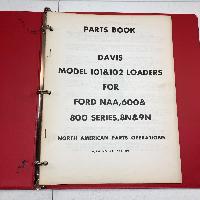 PARTS BOOK
DAVIS
MODEL 101&102 LOADERS
FOR
FORD NAA,600&
800 SERIES,8N&9N
NORTH AMERICAN PARTS OPERATIONS